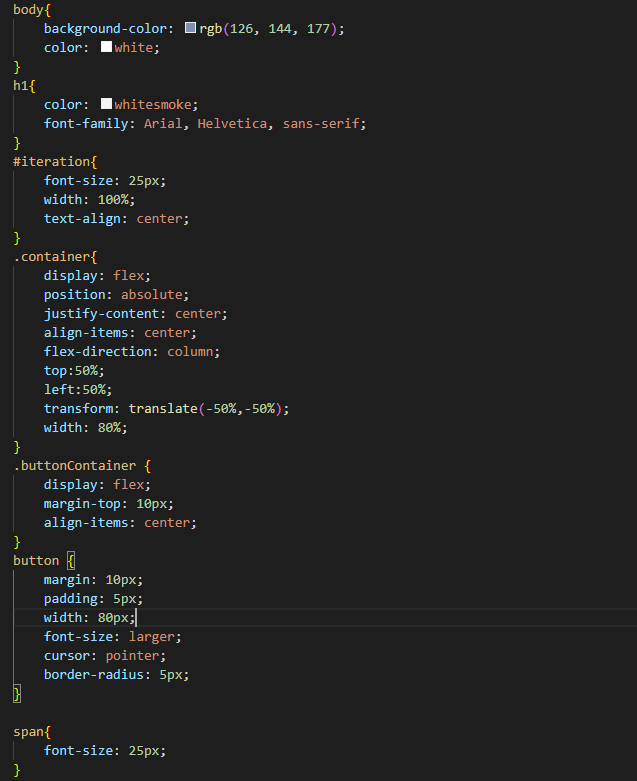 body{
    background-color: rgb(126, 144, 177);
    color: white;
}
h1{
    color: whitesmoke;
    font-family: Arial, Helvetica, sans-serif;
}
#iteration{
    font-size: 25px;
    width: 100%;
    text-align: center;
}
.container{
    display: flex;
    position: absolute;
    justify-content: center;
    align-items: center;
    flex-direction: column;
    top:50%;
    left:50%;
    transform: translate(-50%,-50%);
    width: 80%;
}
.buttonContainer {
    display: flex;
    margin-top: 10px;
    align-items: center;
}
button {
    margin: 10px;
    padding: 5px;
    width: 80px;
    font-size: larger;
    cursor: pointer;
    border-radius: 5px;
}

span{
    font-size: 25px;
}